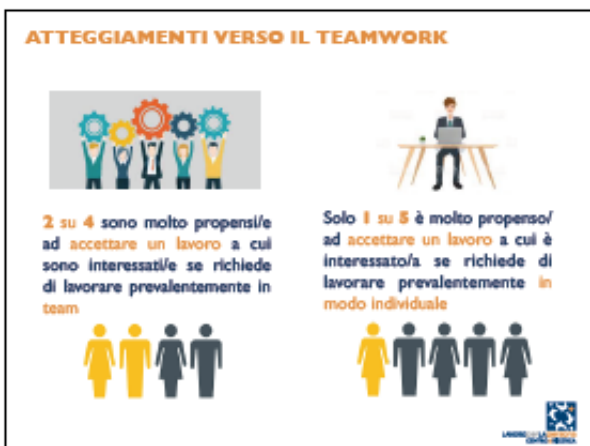 ATTEGGIAMENTI VERSO IL TEAMWORK
2 su 4 sono molto propensi/e
ad accettare un lavoro a cui
sono interessati/e se richiede
di lavorare prevalentemente in
team
Solo 1 su 5 è molto propenso/
ad accettare un lavoro a cui è
interessato/a se richiede di
lavorare prevalentemente in
modo individuale